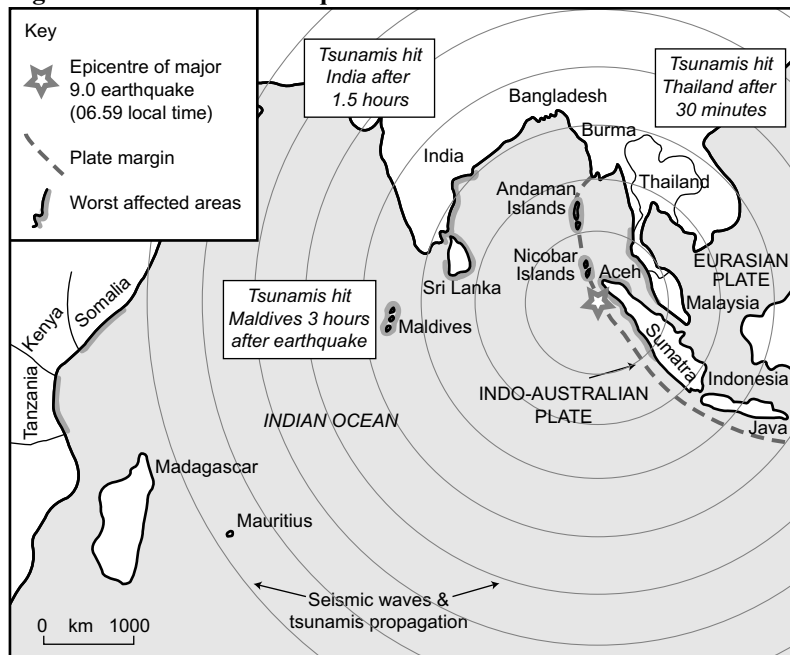 Key
Epicentre of major
9.0 earthquake
(06.59 local time)
Plate margin
Worst affected areas
Tsunamis hit
India after
1.5 hours
Tsunamis hit
Thailand after
30 minutes
Bangladesh
Burma
India
Thailand
Andaman
Islands
Nicobar
Islands
Aceh
EURASIAN
PLATE
Sri Lanka
Malaysia
Somalia
Kenya
Tanzania
Tsunamis hit
Maldives 3 hours
after earthquake
Maldives
Sumatra
Indonesia
INDO-AUSTRALIAN
PLATE
Java
INDIAN OCEAN
Madagascar
Mauritius
Seismic waves &
tsunamis propagation
0 km 1000